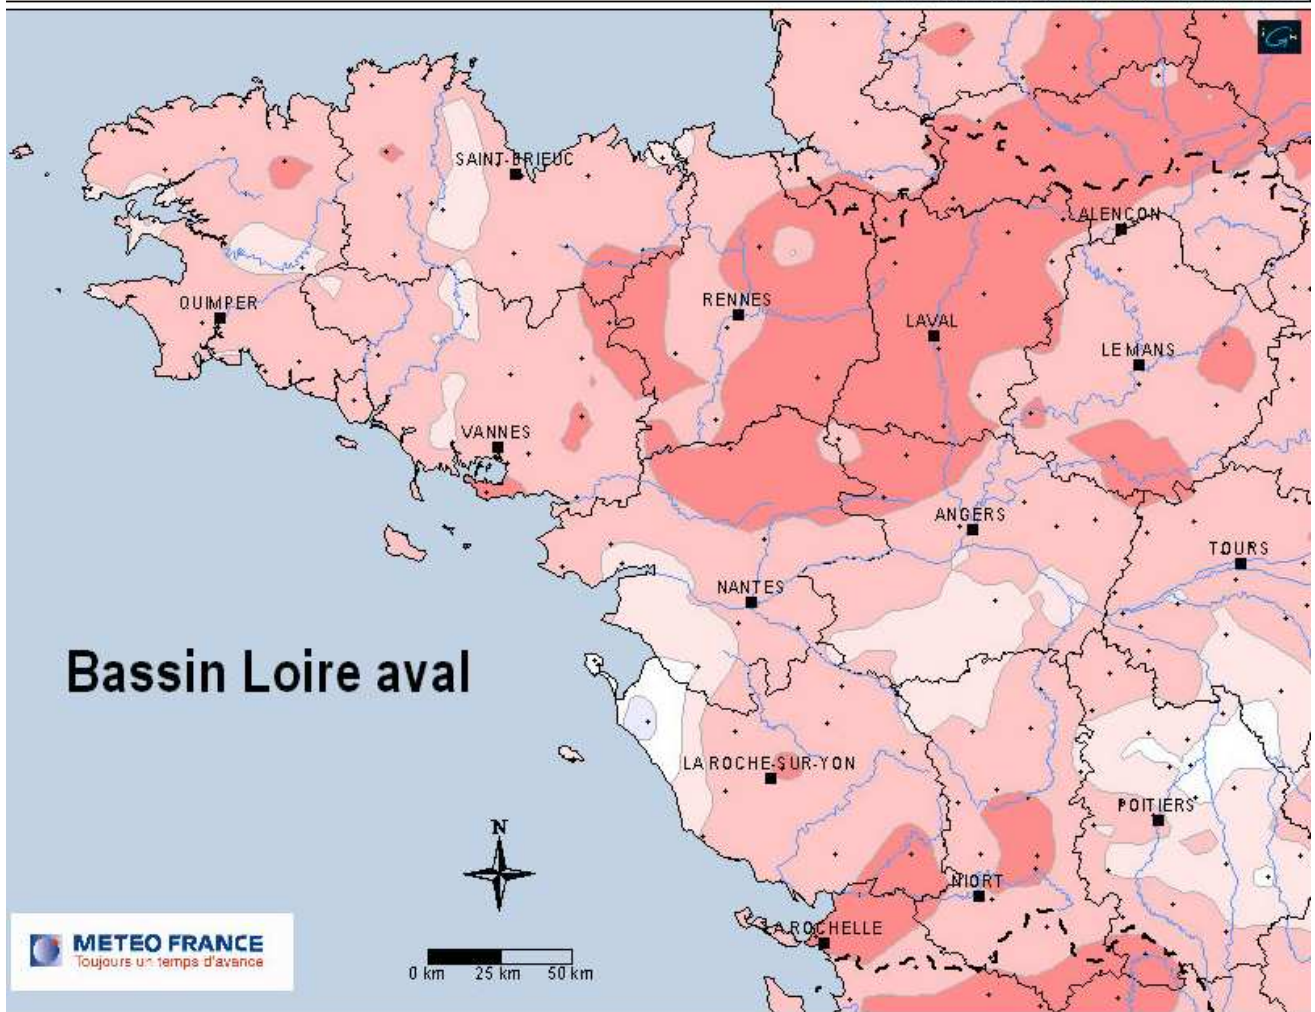 SAINT-BRIEUC
ALENCON
QUIMPER
RENNES
LAVAL
LE MANS
VANNES
ANGERS
TOURS
NANTES
Bassin Loire aval
LA ROCHE-SUR-YON
POITIERS
N
NIORT
LA ROCHELLE
METEO FRANCE
Toujours un temps d'avance
0 km 25 km 50 km